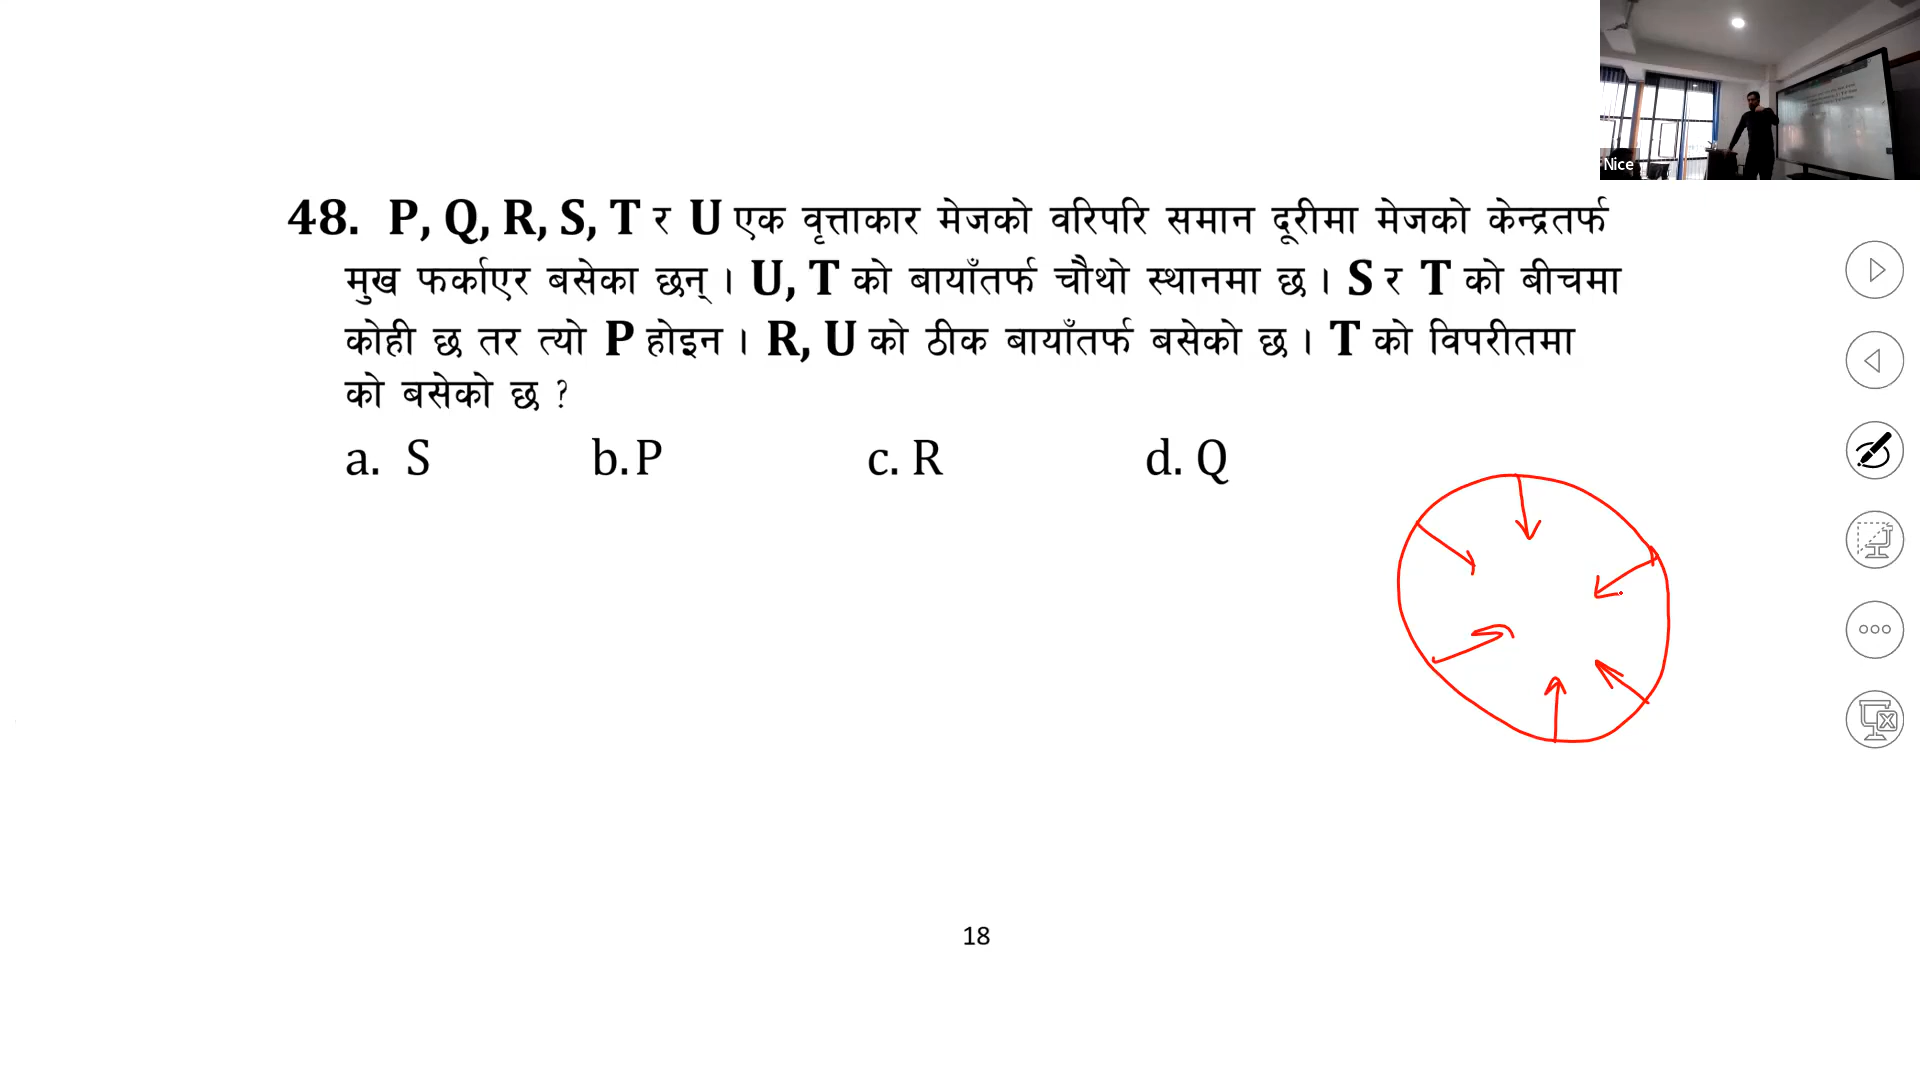 Nice
48. P, Q, R, S, T र U एक वृत्ताकार मेजको वरिपरि समान दूरीमा मेजको केन्द्रतर्फ
मुख फर्काएर बसेका छन् । U, T को बायाँतर्फ चौथो स्थानमा छ । S र T को बीचमा
कोही छ तर त्यो P होइन । R, U को ठीक बायाँतर्फ बसेको छ । T को विपरीतमा
को बसेको छ ?
a. S b. P c. R d. Q
18